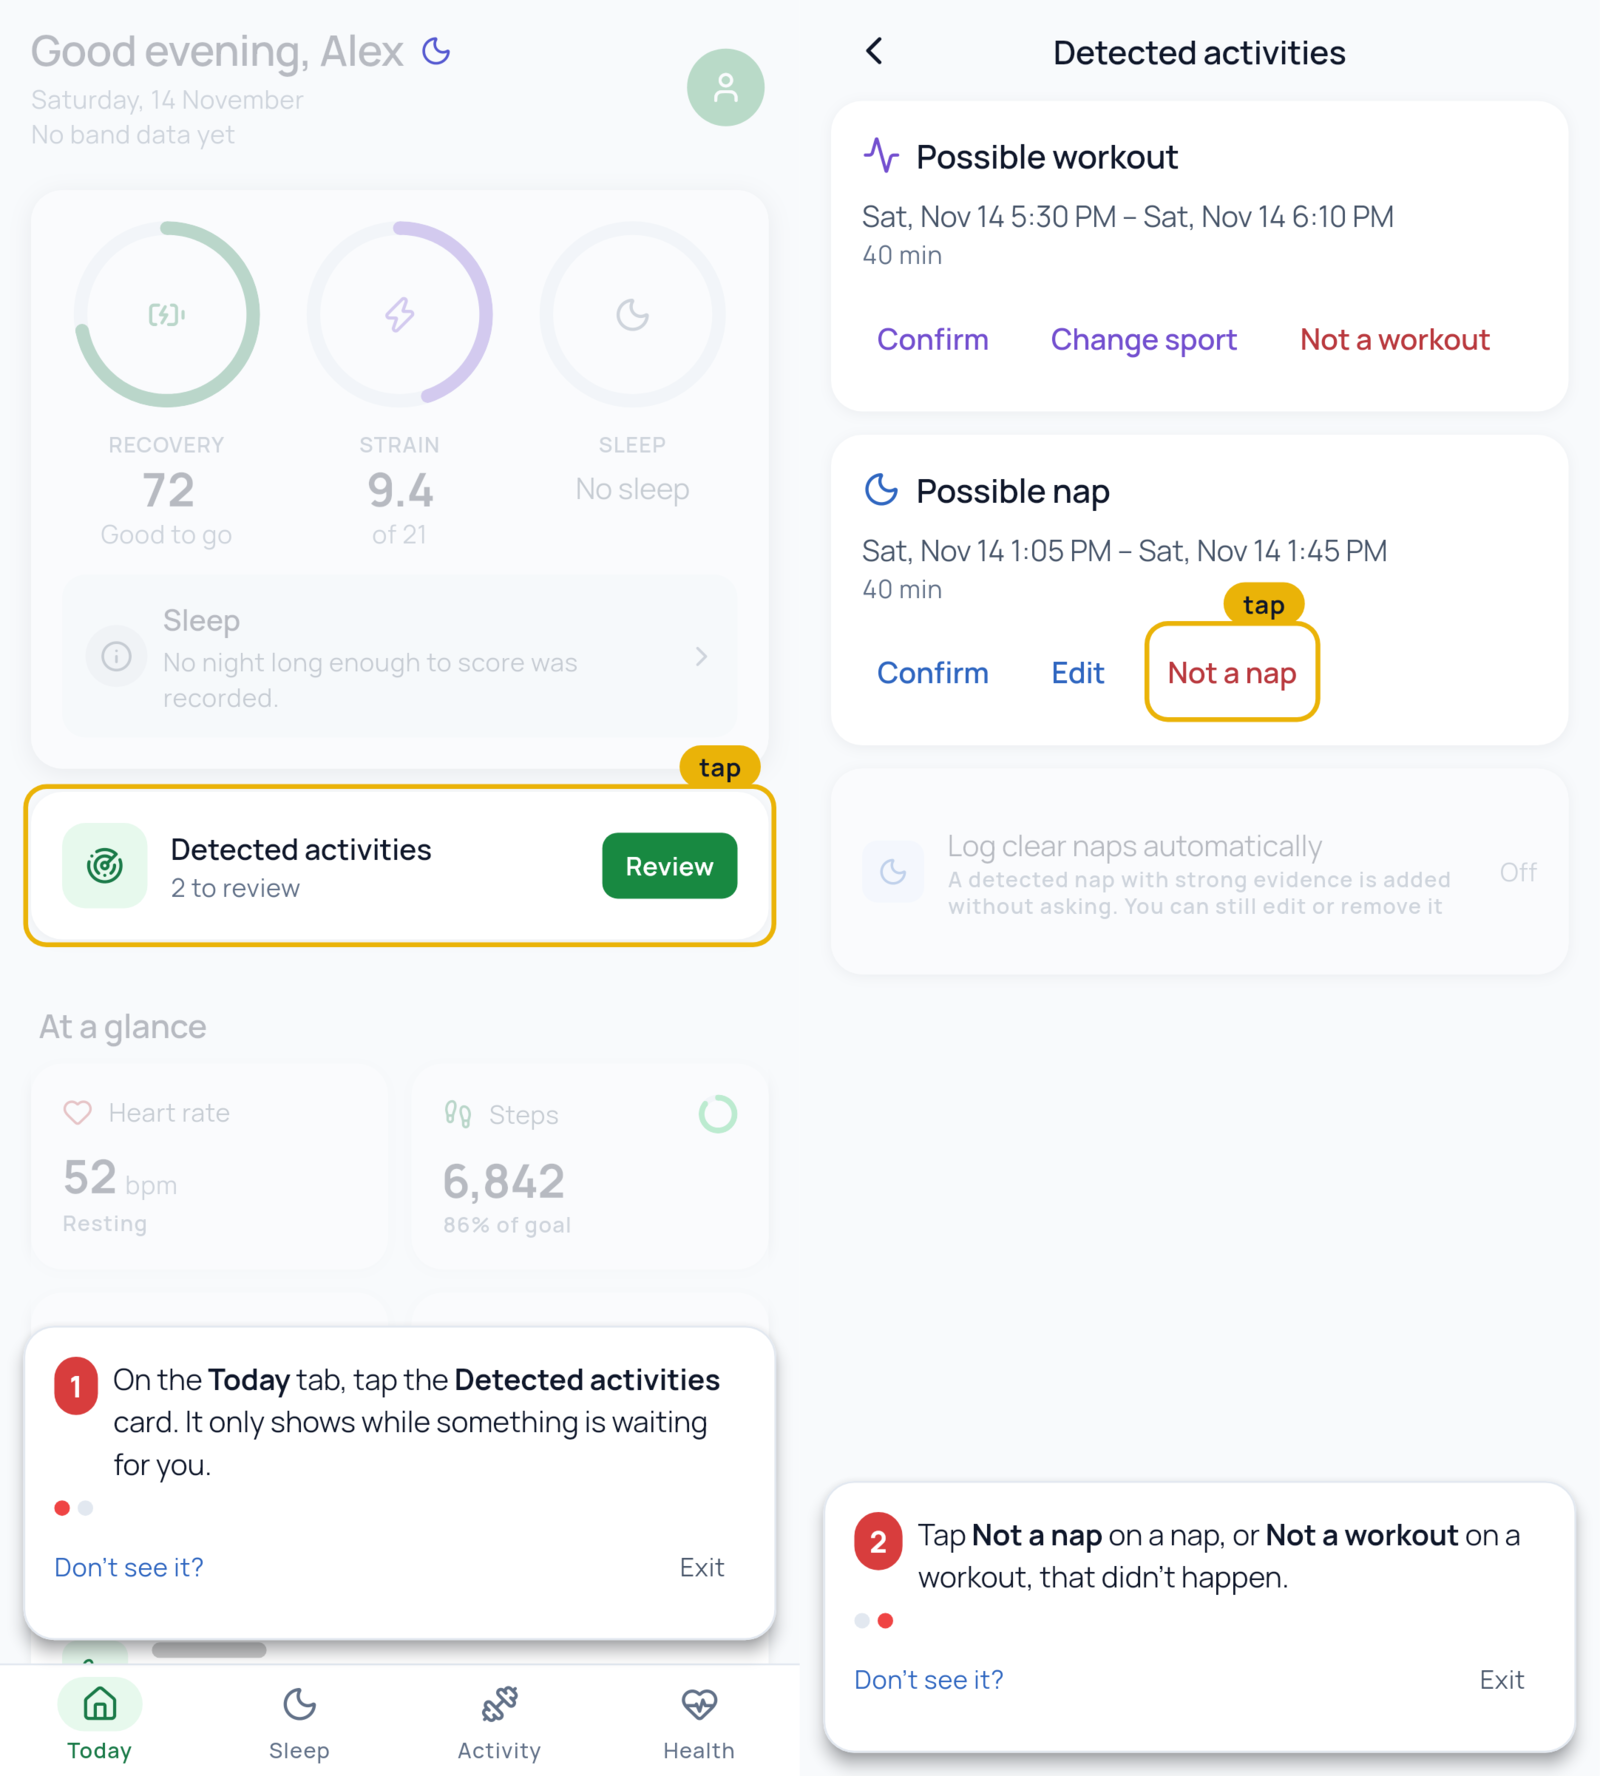 Good evening, Alex
Saturday, 14 November
No band data yet
RECOVERY
72
Good to go
STRAIN
9.4
of 21
SLEEP
No sleep
Sleep
No night long enough to score was
recorded.
tap
Detected activities
2 to review
Review
At a glance
Heart rate
52 bpm
Resting
Steps
6,842
86% of goal
1
On the Today tab, tap the Detected activities
card. It only shows while something is waiting
for you.
Don't see it?
Exit
Today
Sleep
Activity
Health
Detected activities
Possible workout
Sat, Nov 14 5:30 PM – Sat, Nov 14 6:10 PM
40 min
Confirm
Change sport
Not a workout
Possible nap
Sat, Nov 14 1:05 PM – Sat, Nov 14 1:45 PM
40 min
tap
Confirm
Edit
Not a nap
Log clear naps automatically
A detected nap with strong evidence is added
without asking. You can still edit or remove it
Off
2
Tap Not a nap on a nap, or Not a workout on a
workout, that didn't happen.
Don't see it?
Exit